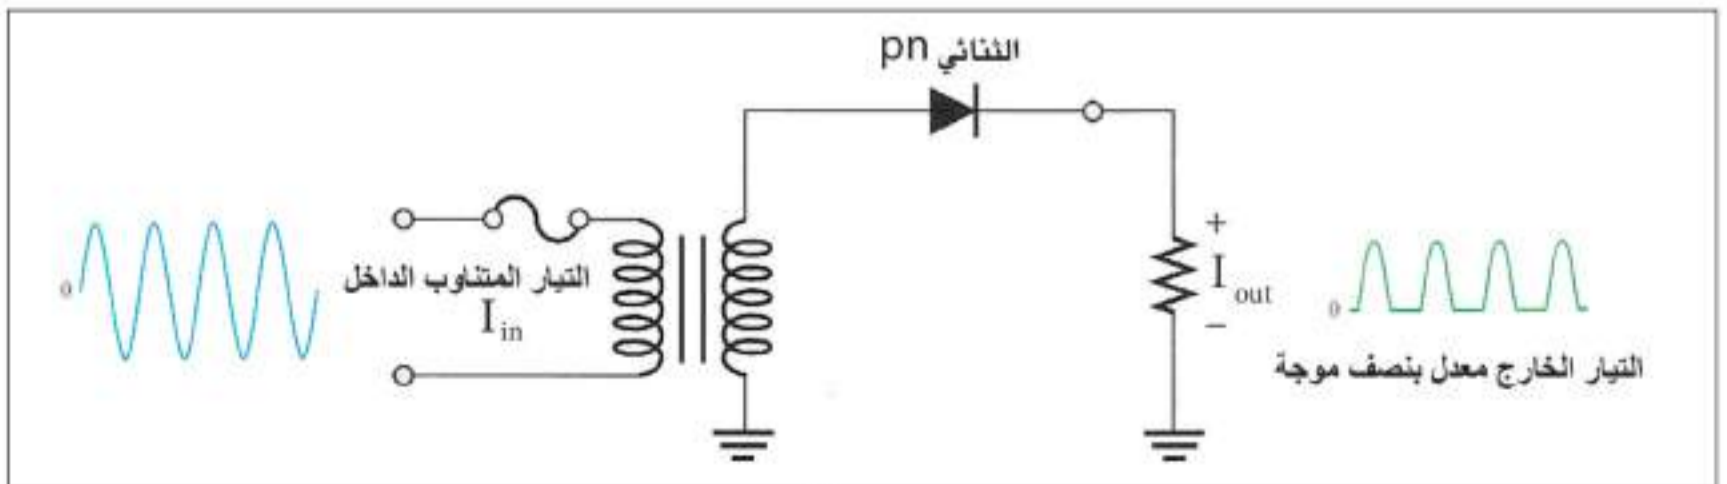 الثنائي pn
0
التيار المتناوب الداخل
I in
+
I out
−
0
التيار الخارج معدل بنصف موجة